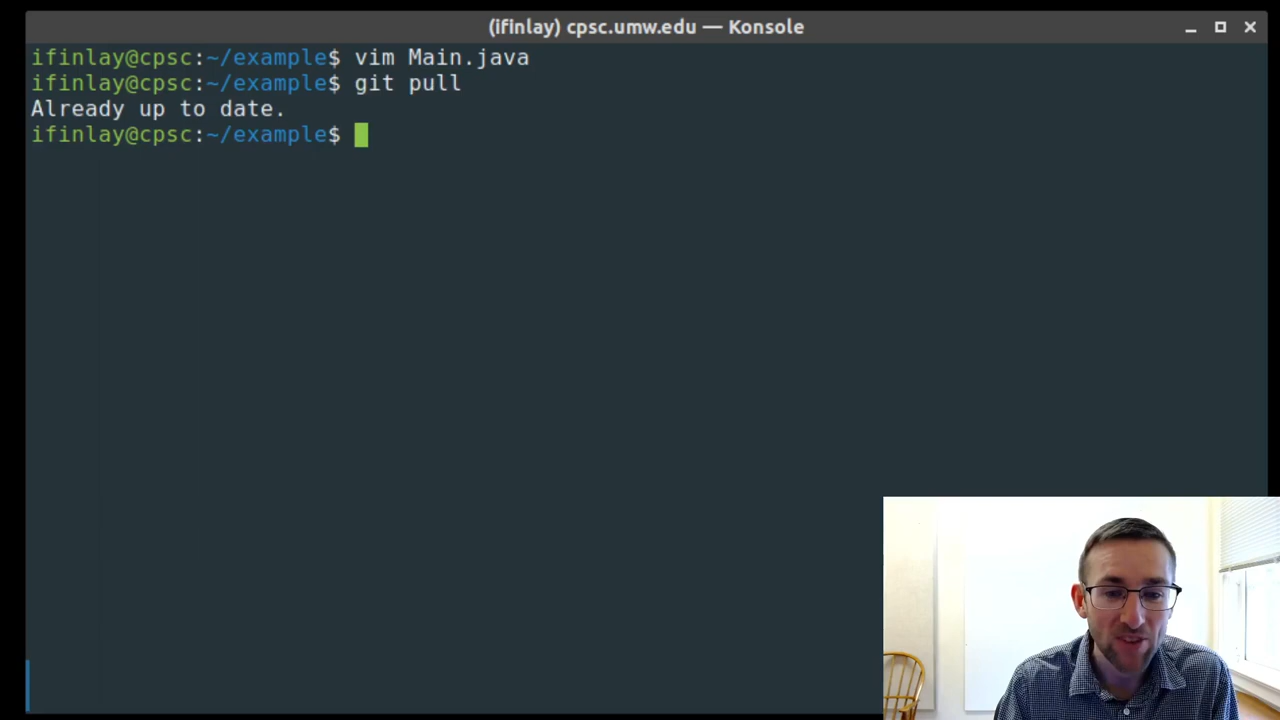 (ifinlay) cpsc.umw.edu — Konsole
ifinlay@cpsc:~/example$ vim Main.java
ifinlay@cpsc:~/example$ git pull
Already up to date.
ifinlay@cpsc:~/example$